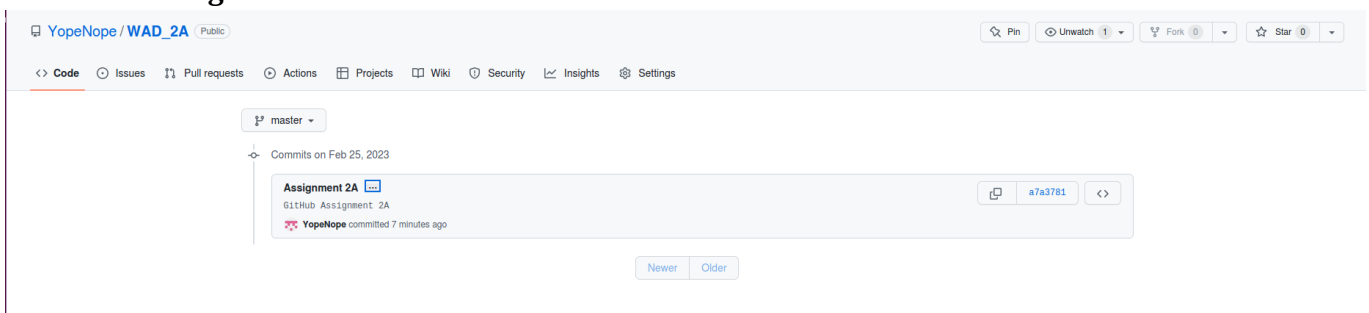 YopeNope / WAD_2A Public
Pin Unwatch 1 Fork 0 Star 0
Code Issues Pull requests Actions Projects Wiki Security Insights Settings
master
Commits on Feb 25, 2023
Assignment 2A ...
a7a3781
GitHub Assignment 2A
YopeNope committed 7 minutes ago
Newer Older